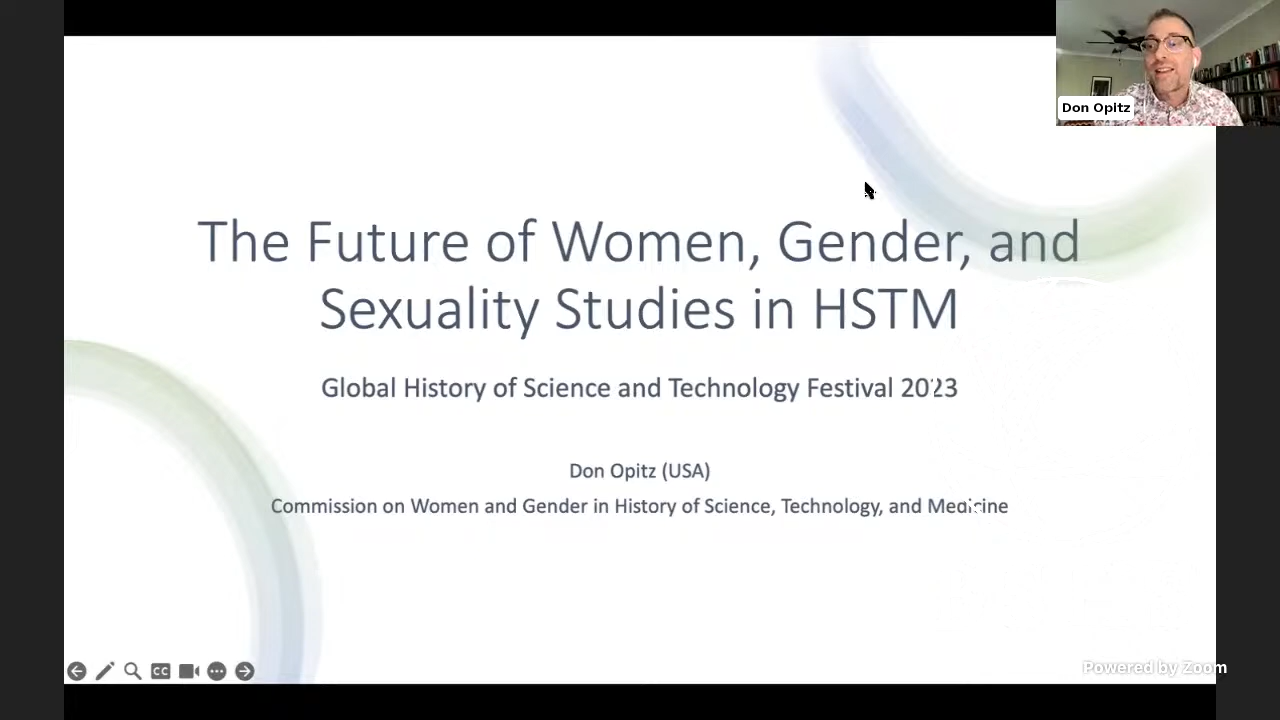 Don Opitz
The Future of Women, Gender, and
Sexuality Studies in HSTM
Global History of Science and Technology Festival 2023
Don Opitz (USA)
Commission on Women and Gender in History of Science, Technology, and Medicine
CC
Powered by Zoom